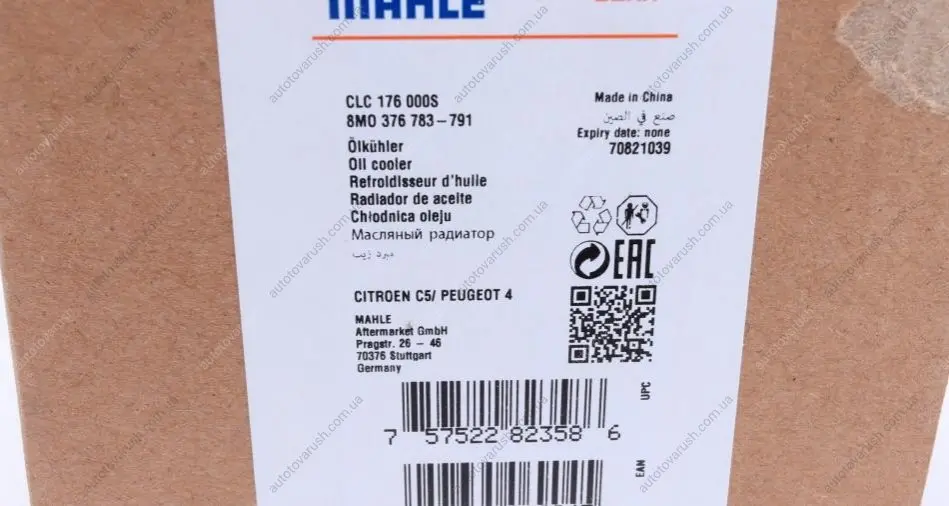 MAHLE
CLC 176 000S
8MO 376 783-791
Ölkühler
Oil cooler
Refroidisseur d'huile
Radiador de aceite
Chłodnica oleju
Масляный радиатор
مبرد زيت
CITROEN C5/ PEUGEOT 4
MAHLE
Aftermarket GmbH
Pragstr. 26 - 46
70376 Stuttgart
Germany
Made in China
صنع في الصين
Expiry date: none
70821039
EAC
UPC
7 57522 82358 6
EAN
autotovarush.com.ua